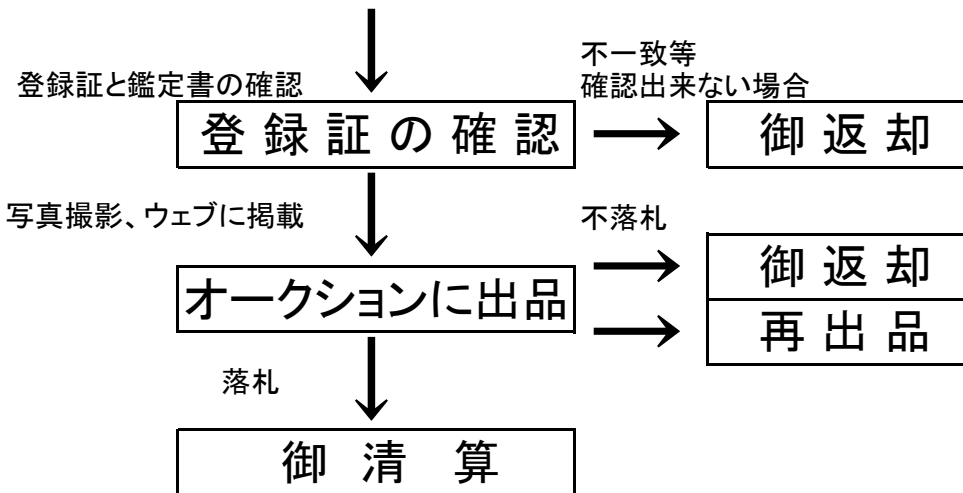 登録証と鑑定書の確認
不一致等
確認出来ない場合
登録証の確認
御返却
写真撮影、ウェブに掲載
不落札
オークションに出品
御返却
再出品
落札
御清算